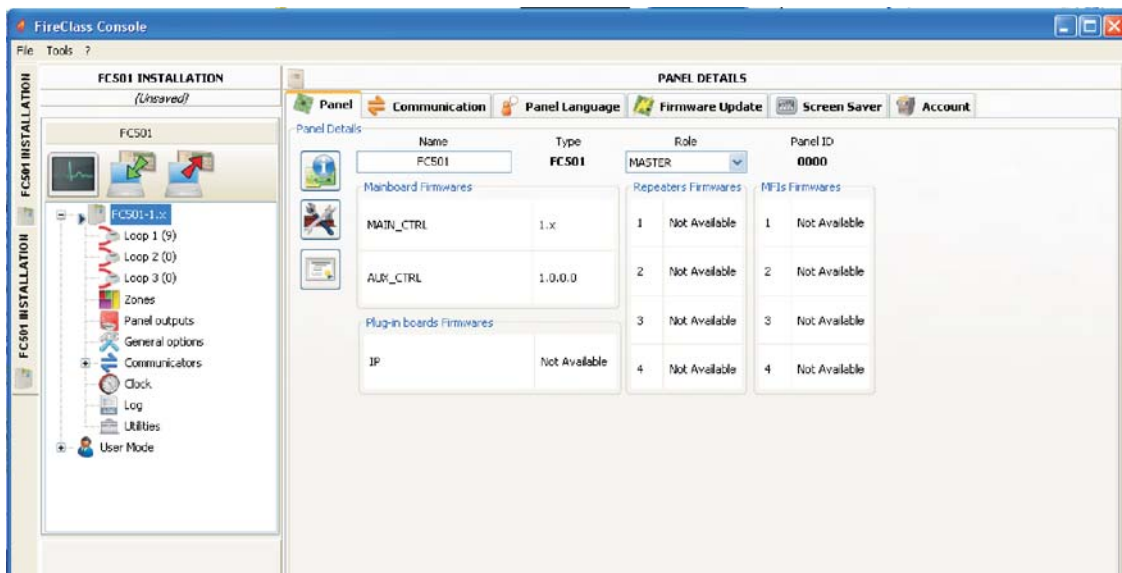 FireClass Console
File Tools ?
FC501 INSTALLATION
FC501 INSTALLATION
FC501 INSTALLATION
(Unsaved)
FC501
FC501-1.x
Loop 1 (9)
Loop 2 (0)
Loop 3 (0)
Zones
Panel outputs
General options
Communicators
Clock
Log
Utilities
User Mode
PANEL DETAILS
Panel Communication Panel Language Firmware Update Screen Saver Account
Panel Details
Name Type Role Panel ID
FC501 FC501 MASTER 0000
Mainboard Firmwares Repeaters Firmwares MFIs Firmwares
MAIN_CTRL 1.x 1 Not Available 1 Not Available
AUX_CTRL 1.0.0.0 2 Not Available 2 Not Available
Plug-in boards Firmwares 3 Not Available 3 Not Available
IP Not Available 4 Not Available 4 Not Available